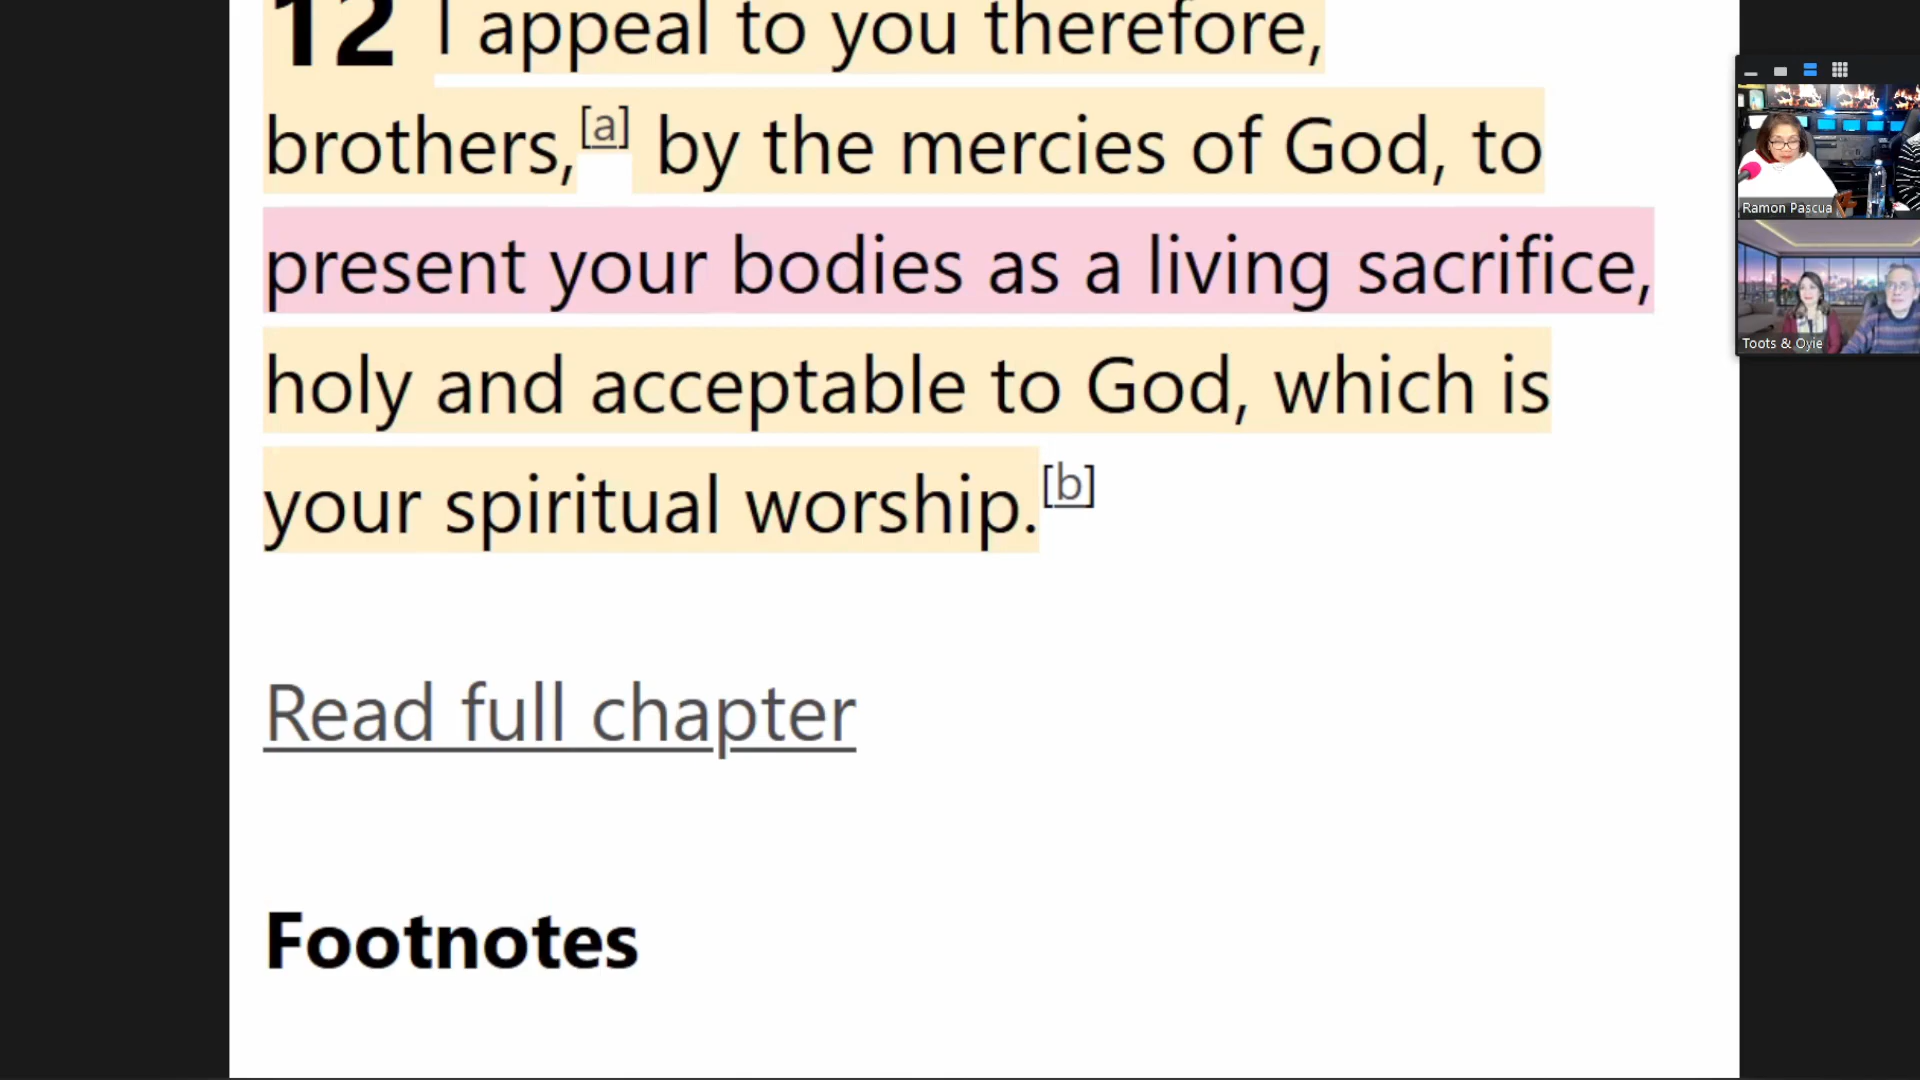 12 I appeal to you therefore,
brothers,[a] by the mercies of God, to
present your bodies as a living sacrifice,
holy and acceptable to God, which is
your spiritual worship.[b]
Read full chapter
Footnotes
Ramon Pascua
Toots & Oyie